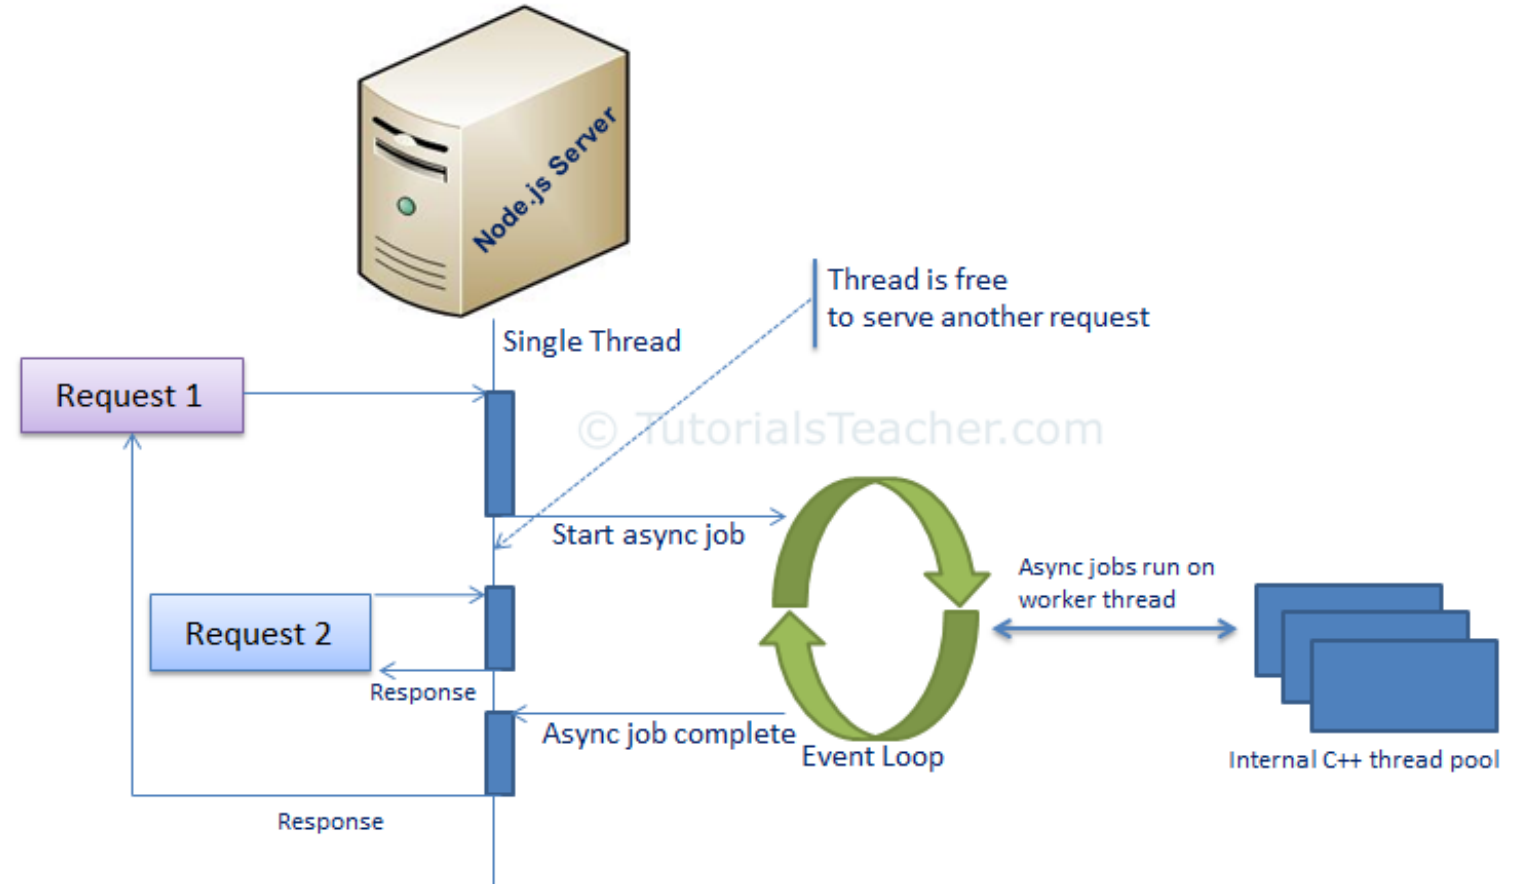 Node.js Server
Thread is free
to serve another request
Single Thread
Request 1
© TutorialsTeacher.com
Start async job
Async jobs run on
worker thread
Request 2
Response
Async job complete
Event Loop
Internal C++ thread pool
Response